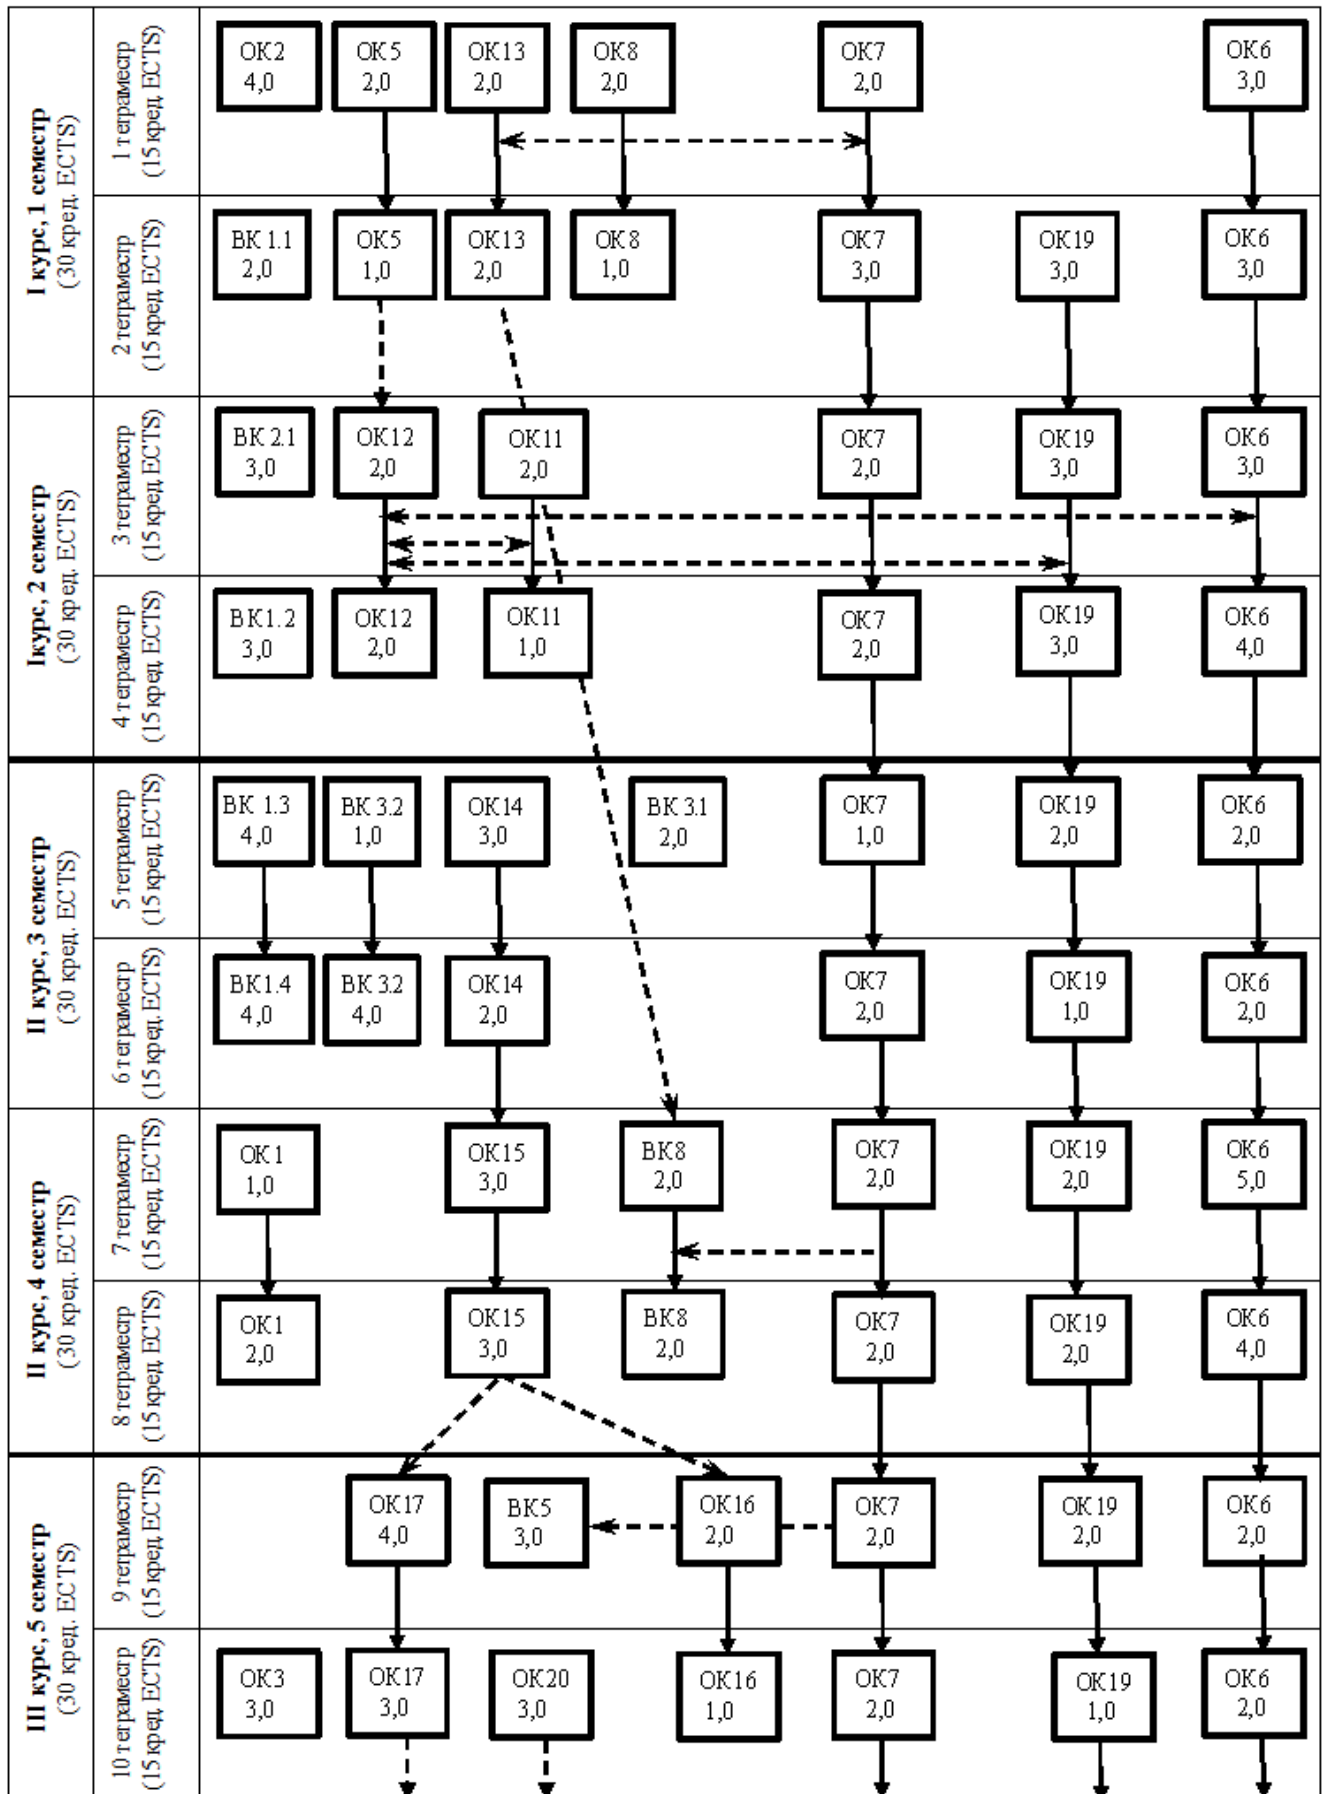 I курс, 1 семестр
(30 кред. ECTS)
1 тетраместр
(15 кред. ECTS)
ОК2
4,0
ОК5
2,0
ОК13
2,0
ОК8
2,0
ОК7
2,0
ОК6
3,0
2 тетраместр
(15 кред. ECTS)
ВК 1.1
2,0
ОК5
1,0
ОК13
2,0
ОК8
1,0
ОК7
3,0
ОК19
3,0
ОК6
3,0
Iкурс, 2 семестр
(30 кред. ECTS)
3 тетраместр
(15 кред. ECTS)
ВК 2.1
3,0
ОК12
2,0
ОК11
2,0
ОК7
2,0
ОК19
3,0
ОК6
3,0
4 тетраместр
(15 кред. ECTS)
ВК1.2
3,0
ОК12
2,0
ОК11
1,0
ОК7
2,0
ОК19
3,0
ОК6
4,0
II курс, 3 семестр
(30 кред. ECTS)
5 тетраместр
(15 кред. ECTS)
ВК 1.3
4,0
ВК 3.2
1,0
ОК14
3,0
ВК 3.1
2,0
ОК7
1,0
ОК19
2,0
ОК6
2,0
6 тетраместр
(15 кред. ECTS)
ВК1.4
4,0
ВК 3.2
4,0
ОК14
2,0
ОК7
2,0
ОК19
1,0
ОК6
2,0
II курс, 4 семестр
(30 кред. ECTS)
7 тетраместр
(15 кред. ECTS)
ОК1
1,0
ОК15
3,0
ВК8
2,0
ОК7
2,0
ОК19
2,0
ОК6
5,0
8 тетраместр
(15 кред. ECTS)
ОК1
2,0
ОК15
3,0
ВК8
2,0
ОК7
2,0
ОК19
2,0
ОК6
4,0
III курс, 5 семестр
(30 кред. ECTS)
9 тетраместр
(15 кред. ECTS)
ОК17
4,0
ВК5
3,0
ОК16
2,0
ОК7
2,0
ОК19
2,0
ОК6
2,0
10 тетраместр
(15 кред. ECTS)
ОК3
3,0
ОК17
3,0
ОК20
3,0
ОК16
1,0
ОК7
2,0
ОК19
1,0
ОК6
2,0